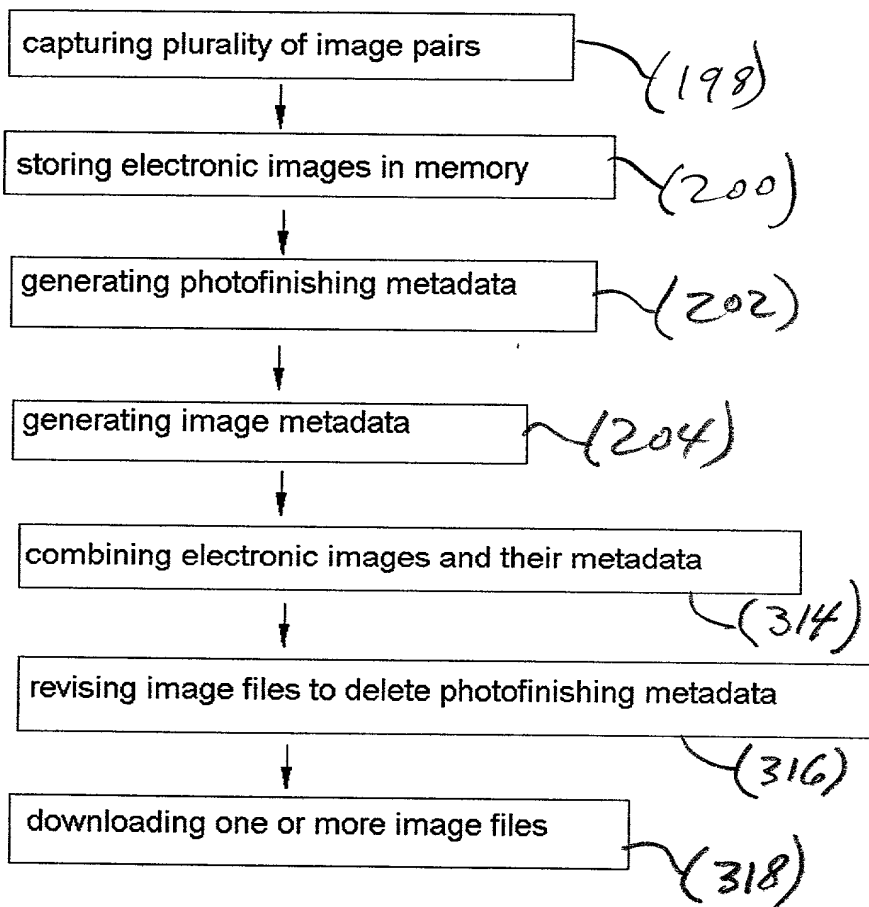 capturing plurality of image pairs
(198)
storing electronic images in memory
(200)
generating photofinishing metadata
(202)
generating image metadata
(204)
combining electronic images and their metadata
(314)
revising image files to delete photofinishing metadata
(316)
downloading one or more image files
(318)